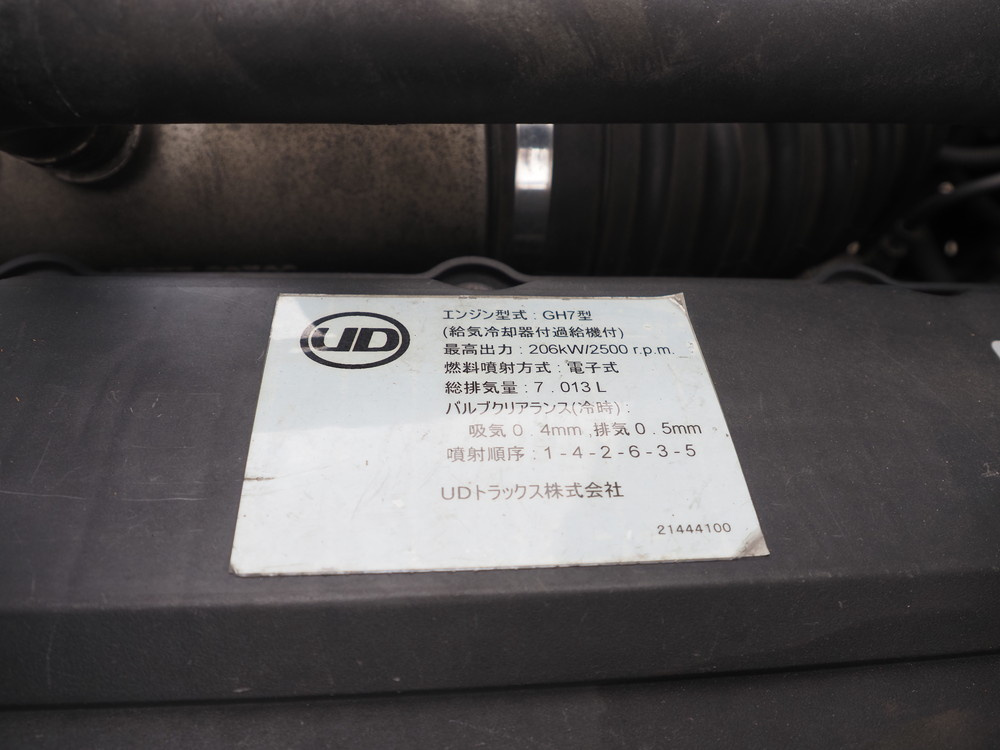 UD
エンジン型式 : GH7型
(給気冷却器付過給機付)
最高出力 : 206kW/2500 r.p.m.
燃料噴射方式 : 電子式
総排気量 : 7 . 013 L
バルブクリアランス(冷時) :
吸気 0 . 4mm ,排気 0 . 5mm
噴射順序 : 1 - 4 - 2 - 6 - 3 - 5
UDトラックス株式会社
21444100